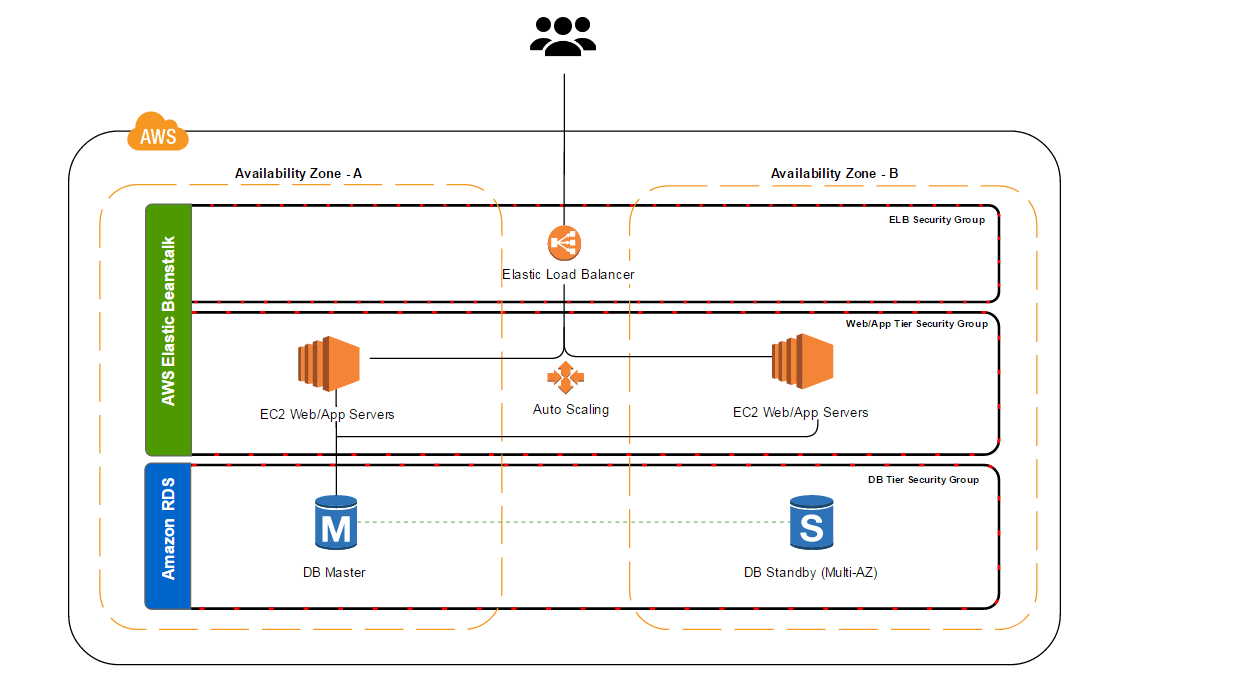 AWS
Availability Zone - A
Availability Zone - B
ELB Security Group
Elastic Load Balancer
AWS Elastic Beanstalk
Web/App Tier Security Group
EC2 Web/App Servers
Auto Scaling
EC2 Web/App Servers
Amazon RDS
DB Tier Security Group
M
S
DB Master
DB Standby (Multi-AZ)